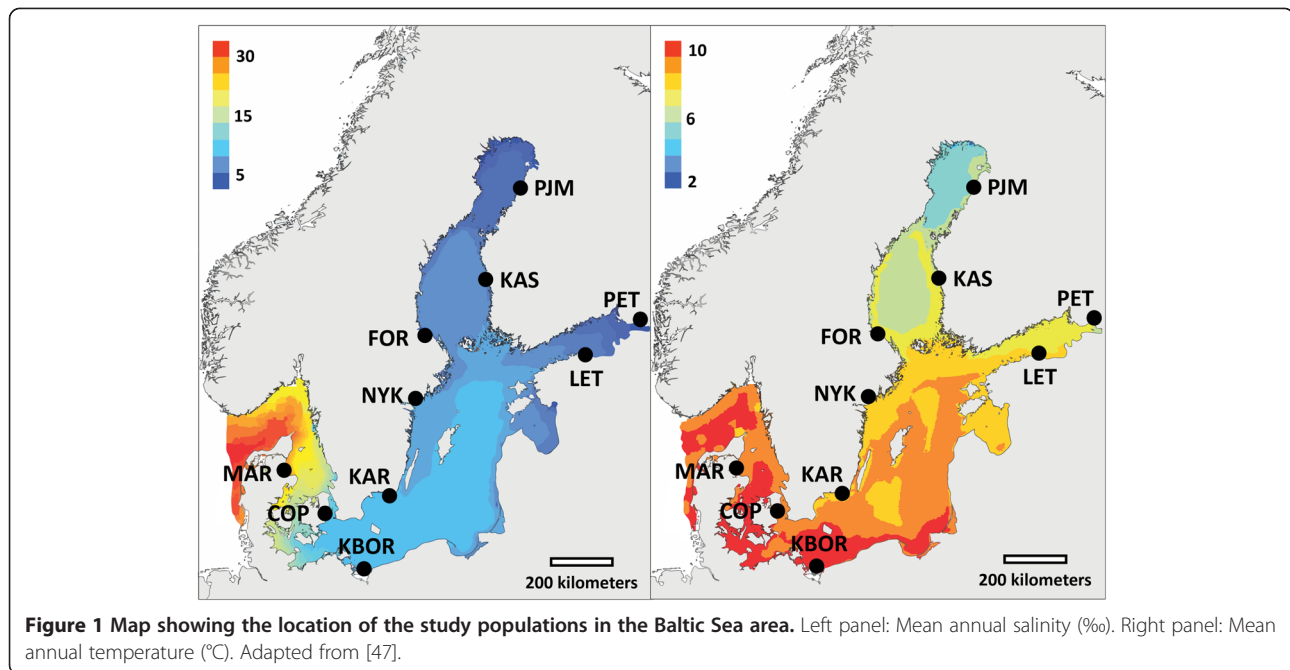 30
15
5
PJM
KAS
PET
FOR
LET
NYK
MAR
KAR
COP
KBOR
200 kilometers
10
6
2
PJM
KAS
PET
FOR
LET
NYK
MAR
KAR
COP
KBOR
200 kilometers
Figure 1 Map showing the location of the study populations in the Baltic Sea area. Left panel: Mean annual salinity (‰). Right panel: Mean
annual temperature (°C). Adapted from [47].